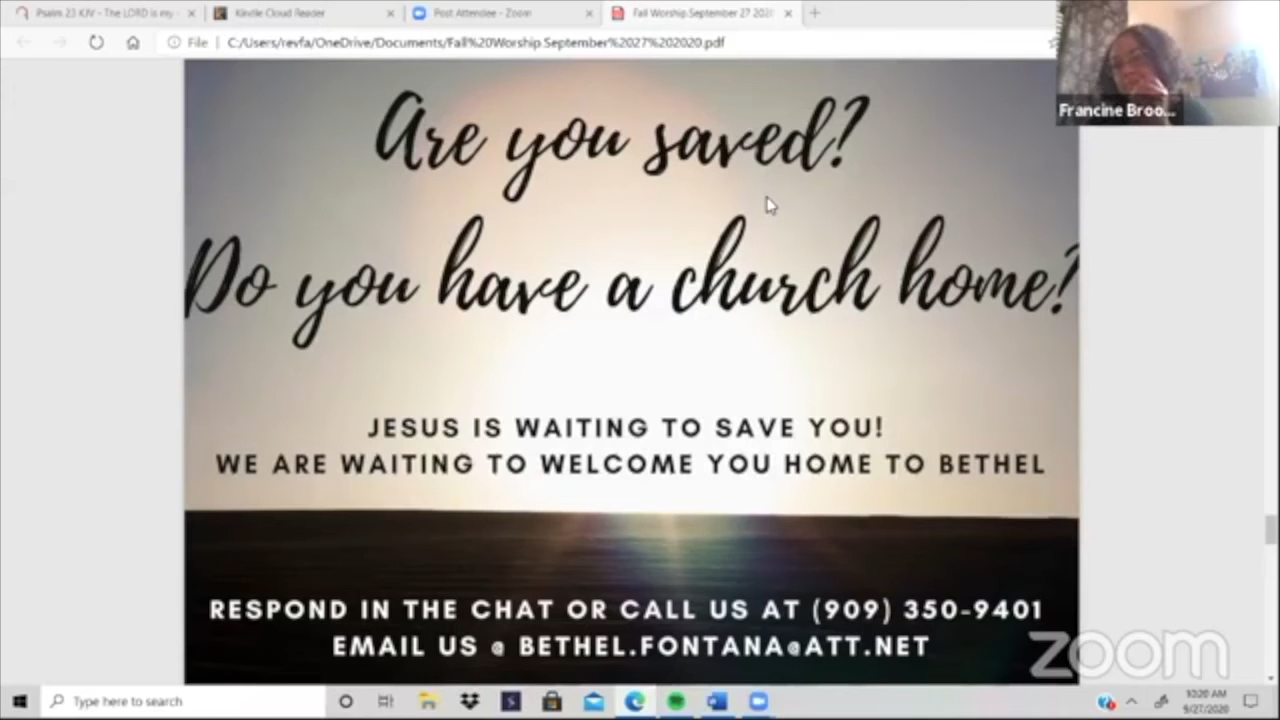 Psalm 23 KJV - The LORD is my
Kindle Cloud Reader
Post Attendee - Zoom
Fall Worship September 27 2020
File
C:/Users/revfa/OneDrive/Documents/Fall%20Worship.September%2027%202020.pdf
Francine Broo...
Are you saved?
Do you have a church home?
JESUS IS WAITING TO SAVE YOU!
WE ARE WAITING TO WELCOME YOU HOME TO BETHEL
RESPOND IN THE CHAT OR CALL US AT (909) 350-9401
EMAIL US @ BETHEL.FONTANA@ATT.NET
zoom
Type here to search
10:20 AM
9/27/2020